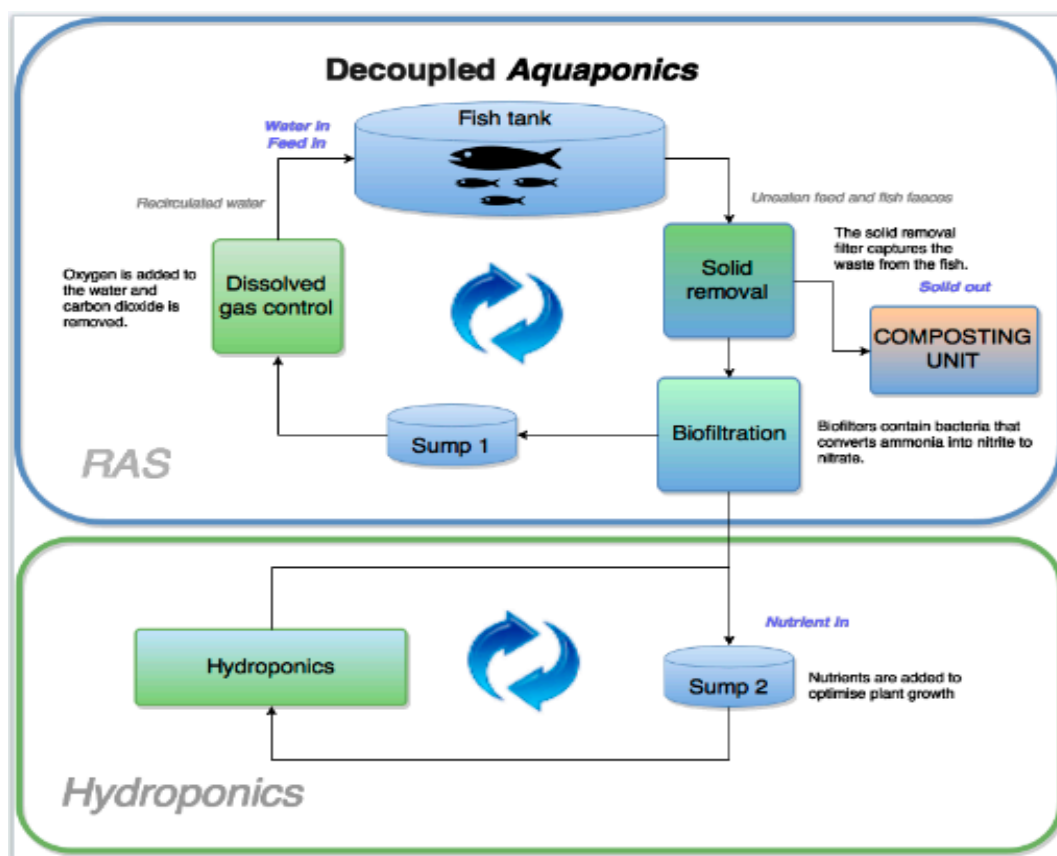 Decoupled Aquaponics
Fish tank
Water in
Feed in
Recirculated water
Uneaten feed and fish faeces
The solid removal
filter captures the
waste from the fish.
Solid out
Oxygen is added to
the water and
carbon dioxide is
removed.
Dissolved
gas control
Solid
removal
COMPOSTING
UNIT
Sump 1
Biofiltration
Biofilters contain bacteria that
converts ammonia into nitrite to
nitrate.
RAS
Nutrient in
Hydroponics
Sump 2
Nutrients are added to
optimise plant growth
Hydroponics